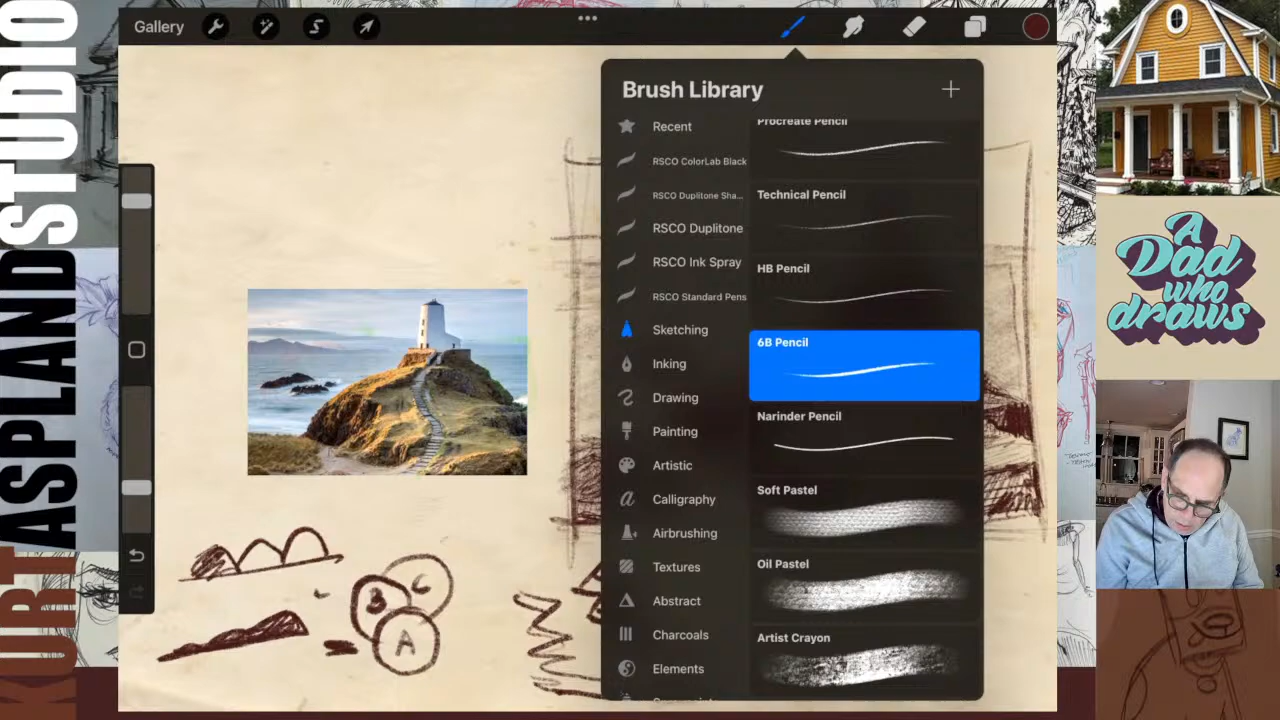 KURT ASPLAND STUDIO
Gallery
Brush Library
Recent
RSCO ColorLab Black
RSCO Duplitone Sha...
RSCO Duplitone
RSCO Ink Spray
RSCO Standard Pens
Sketching
Inking
Drawing
Painting
Artistic
Calligraphy
Airbrushing
Textures
Abstract
Charcoals
Elements
Procreate Pencil
Technical Pencil
HB Pencil
6B Pencil
Narinder Pencil
Soft Pastel
Oil Pastel
Artist Crayon
B
C
A
A
Dad
who
draws